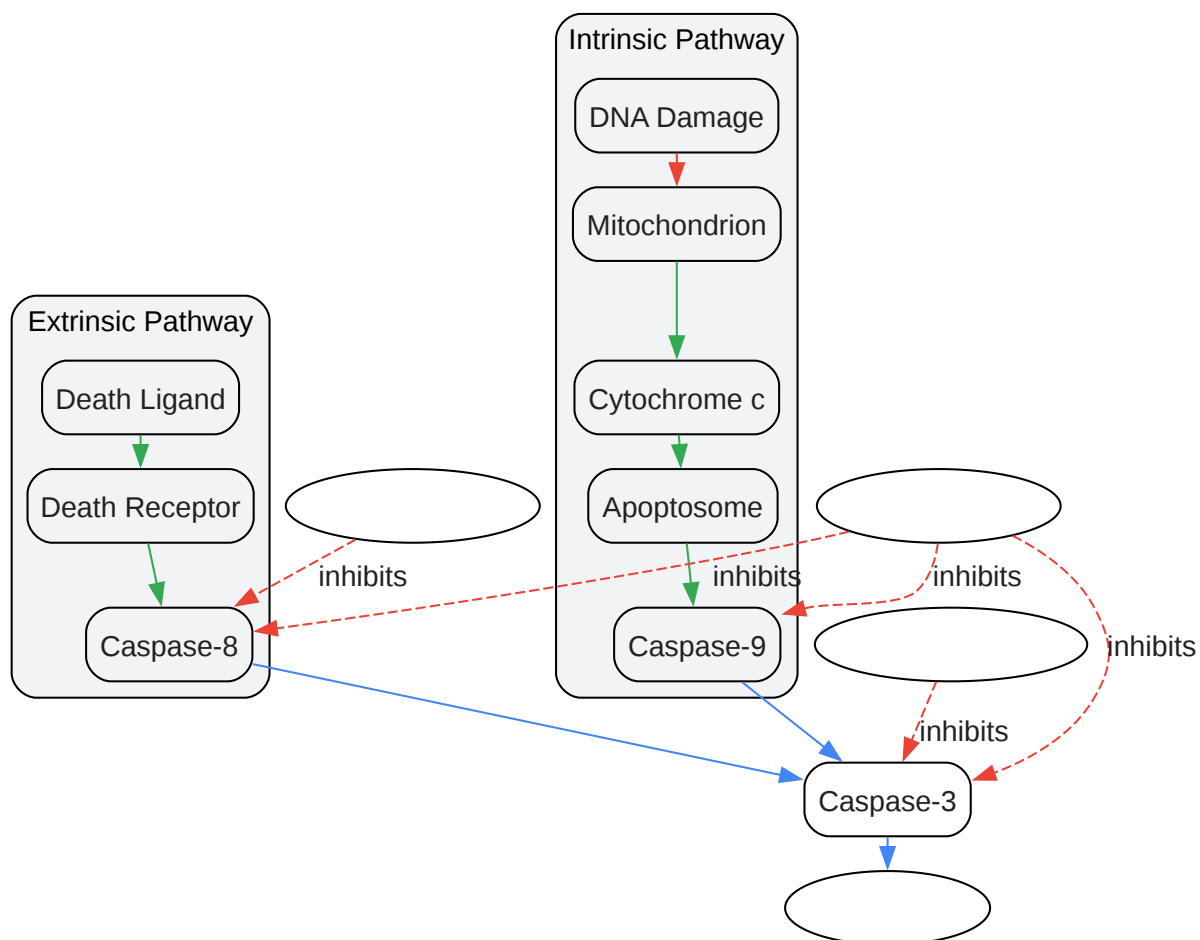 Intrinsic Pathway
DNA Damage
Mitochondrion
Extrinsic Pathway
Death Ligand
Cytochrome c
Death Receptor
Apoptosome
inhibits
inhibits
inhibits
Caspase-8
Caspase-9
inhibits
inhibits
Caspase-3